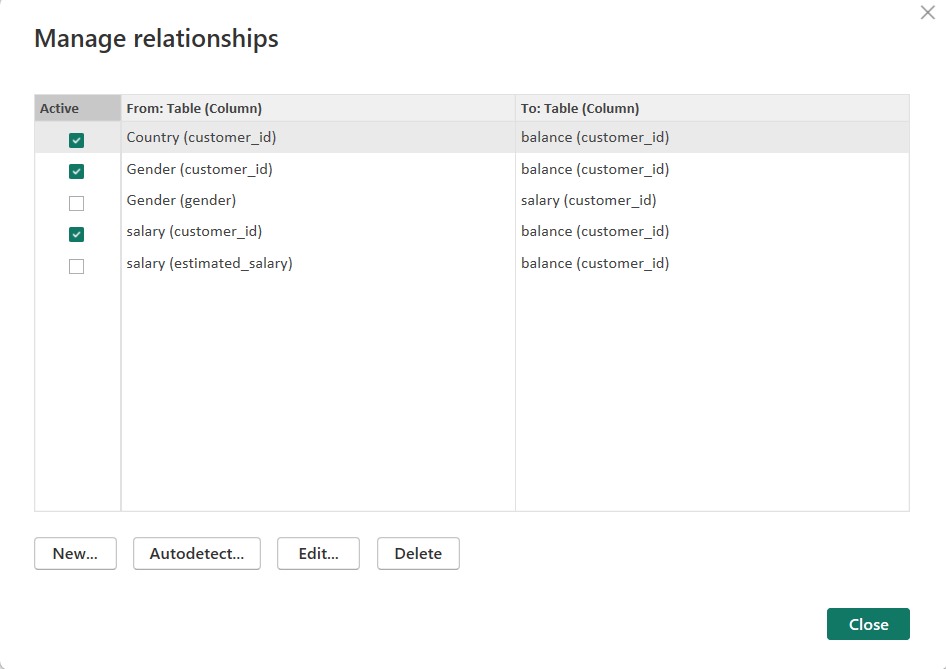 Manage relationships
Active From: Table (Column) To: Table (Column)
Country (customer_id) balance (customer_id)
Gender (customer_id) balance (customer_id)
Gender (gender) salary (customer_id)
salary (customer_id) balance (customer_id)
salary (estimated_salary) balance (customer_id)
New... Autodetect... Edit... Delete
Close